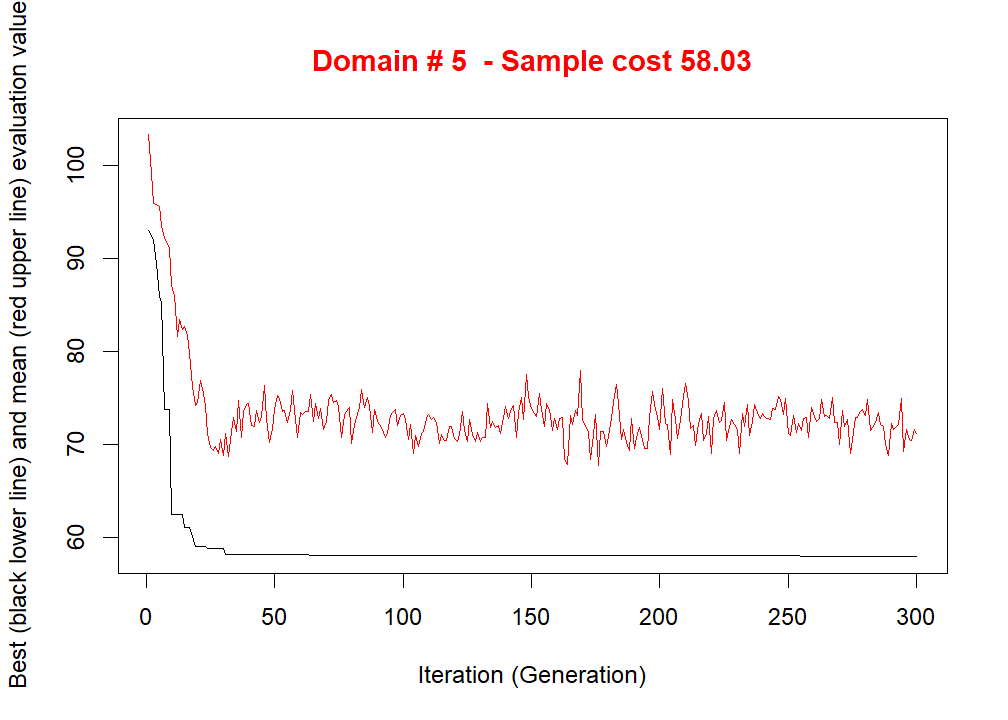 Domain # 5  - Sample cost 58.03
Best (black lower line) and mean (red upper line) evaluation value
100
90
80
70
60
0 50 100 150 200 250 300
Iteration (Generation)